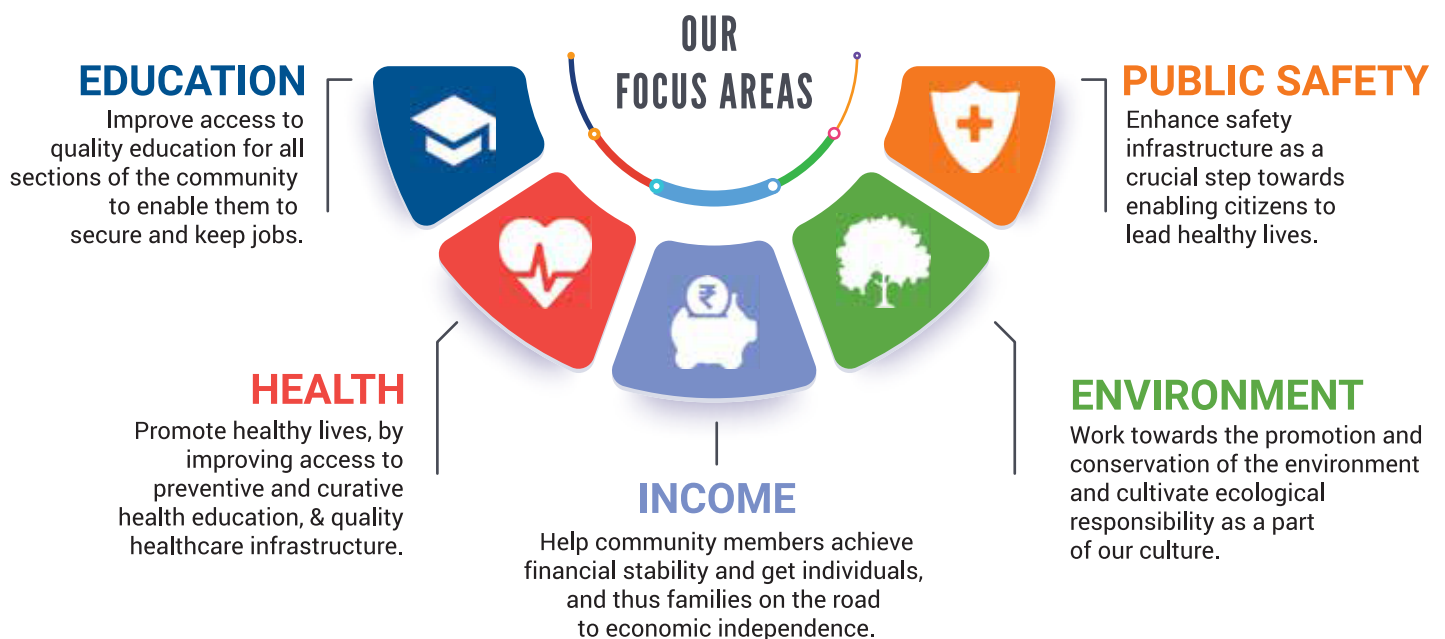 OUR
FOCUS AREAS
EDUCATION
Improve access to
quality education for all
sections of the community
to enable them to
secure and keep jobs.
HEALTH
Promote healthy lives, by
improving access to
preventive and curative
health education, & quality
healthcare infrastructure.
₹
INCOME
Help community members achieve
financial stability and get individuals,
and thus families on the road
to economic independence.
ENVIRONMENT
Work towards the promotion and
conservation of the environment
and cultivate ecological
responsibility as a part
of our culture.
PUBLIC SAFETY
Enhance safety
infrastructure as a
crucial step towards
enabling citizens to
lead healthy lives.